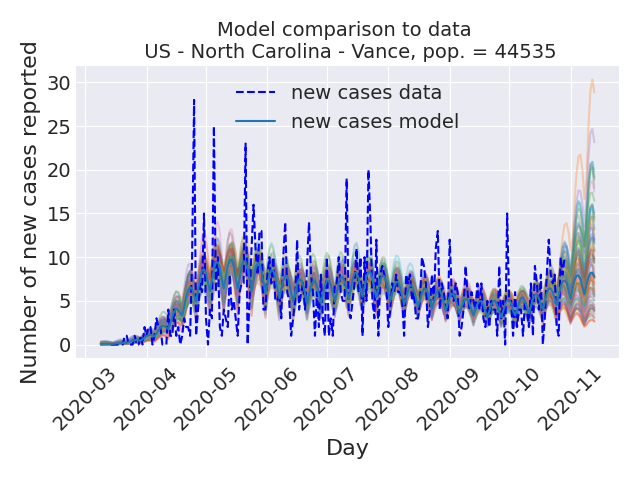 Model comparison to data
US - North Carolina - Vance, pop. = 44535
Number of new cases reported
30
25
20
15
10
5
0
new cases data
new cases model
2020-03
2020-04
2020-05
2020-06
2020-07
2020-08
2020-09
2020-10
2020-11
Day